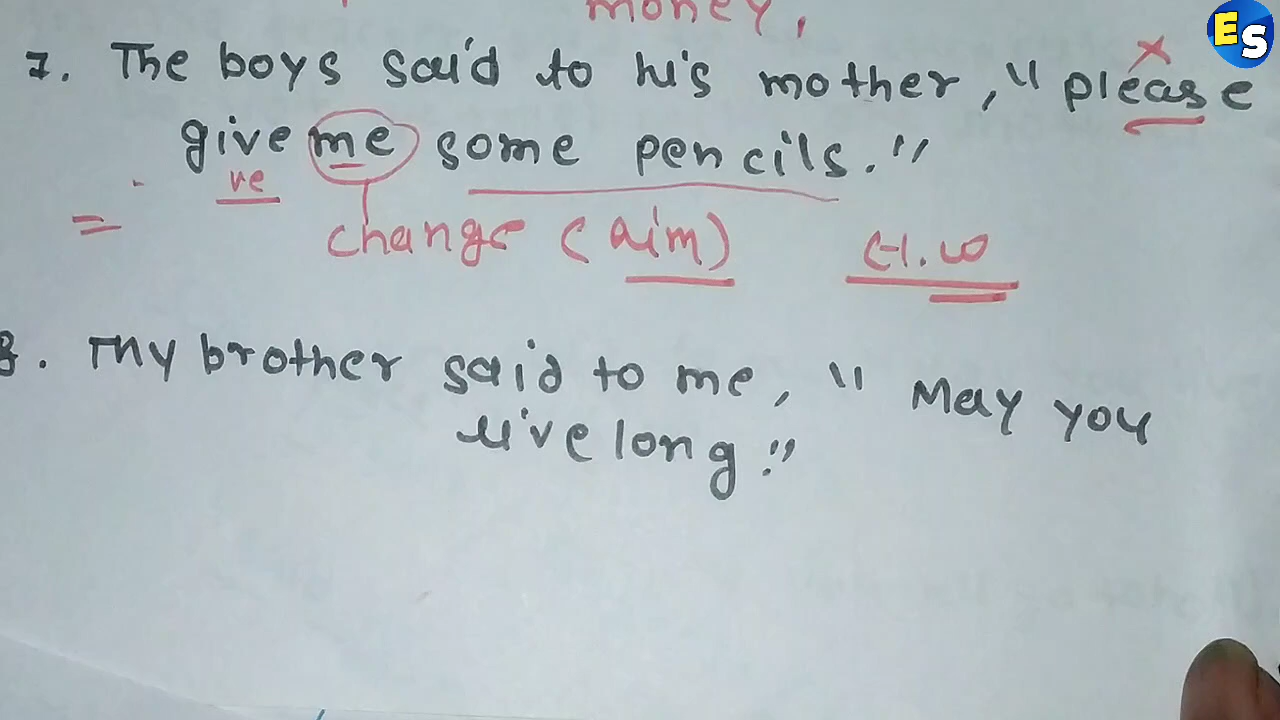 money,
ES
7. The boys said to his mother, "please
give me some pencils."
ve
change (aim) H.W
8. My brother said to me, "May you
live long."